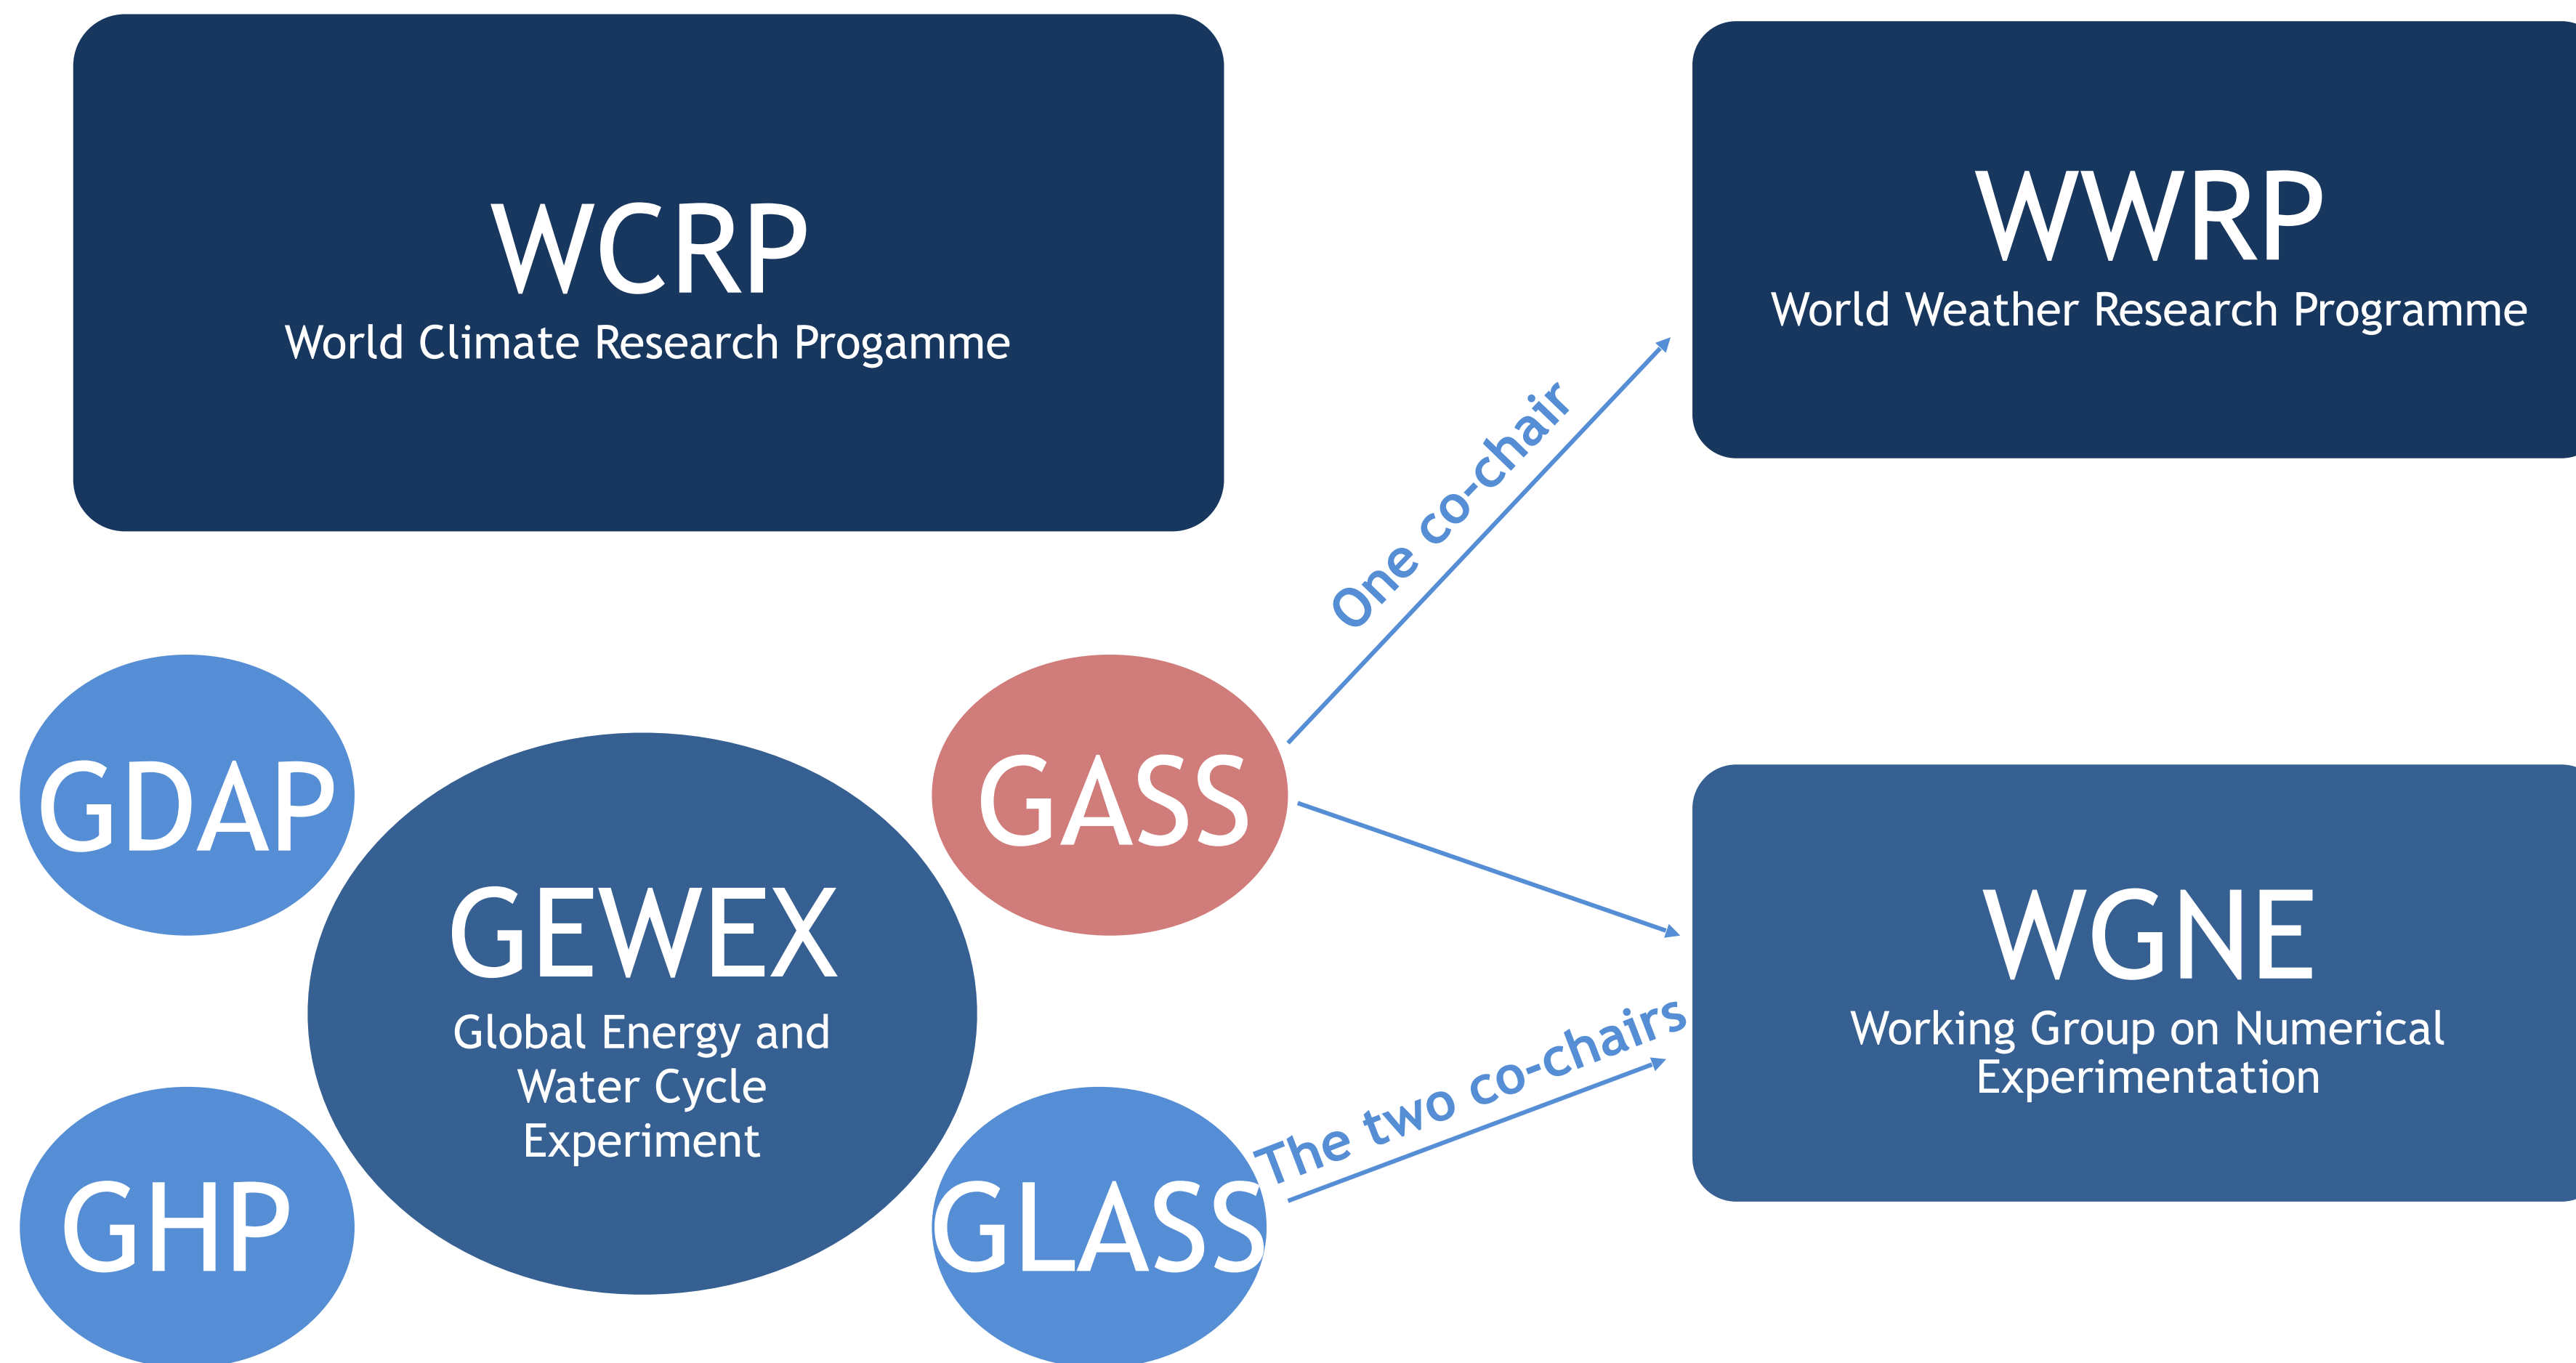 WCRP
World Climate Research Progamme
WWRP
World Weather Research Programme
One co-chair
GDAP
GASS
GEWEX
Global Energy and
Water Cycle
Experiment
WGNE
Working Group on Numerical
Experimentation
The two co-chairs
GHP
GLASS